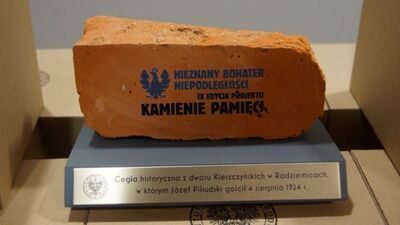 NIEZNANY BOHATER
NIEPODLEGŁOŚCI
IX EDYCJA PROJEKTU
KAMIENIE PAMIĘCI
Cegła historyczna z dworu Kleszczyńskich w Radziemicach,
w którym Józef Piłsudski gościł 4 sierpnia 1924 r.